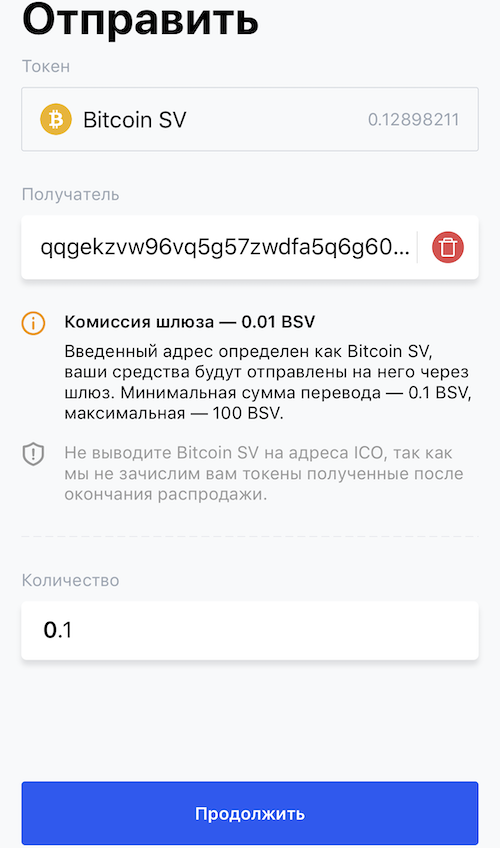 Отправить
Токен
Bitcoin SV 0.12898211
Получатель
qqgekzvw96vq5g57zwdfa5q6g60...
Комиссия шлюза — 0.01 BSV
Введенный адрес определен как Bitcoin SV,
ваши средства будут отправлены на него через
шлюз. Минимальная сумма перевода — 0.1 BSV,
максимальная — 100 BSV.
Не выводите Bitcoin SV на адреса ICO, так как
мы не зачислим вам токены полученные после
окончания распродажи.
Количество
0.1
Продолжить